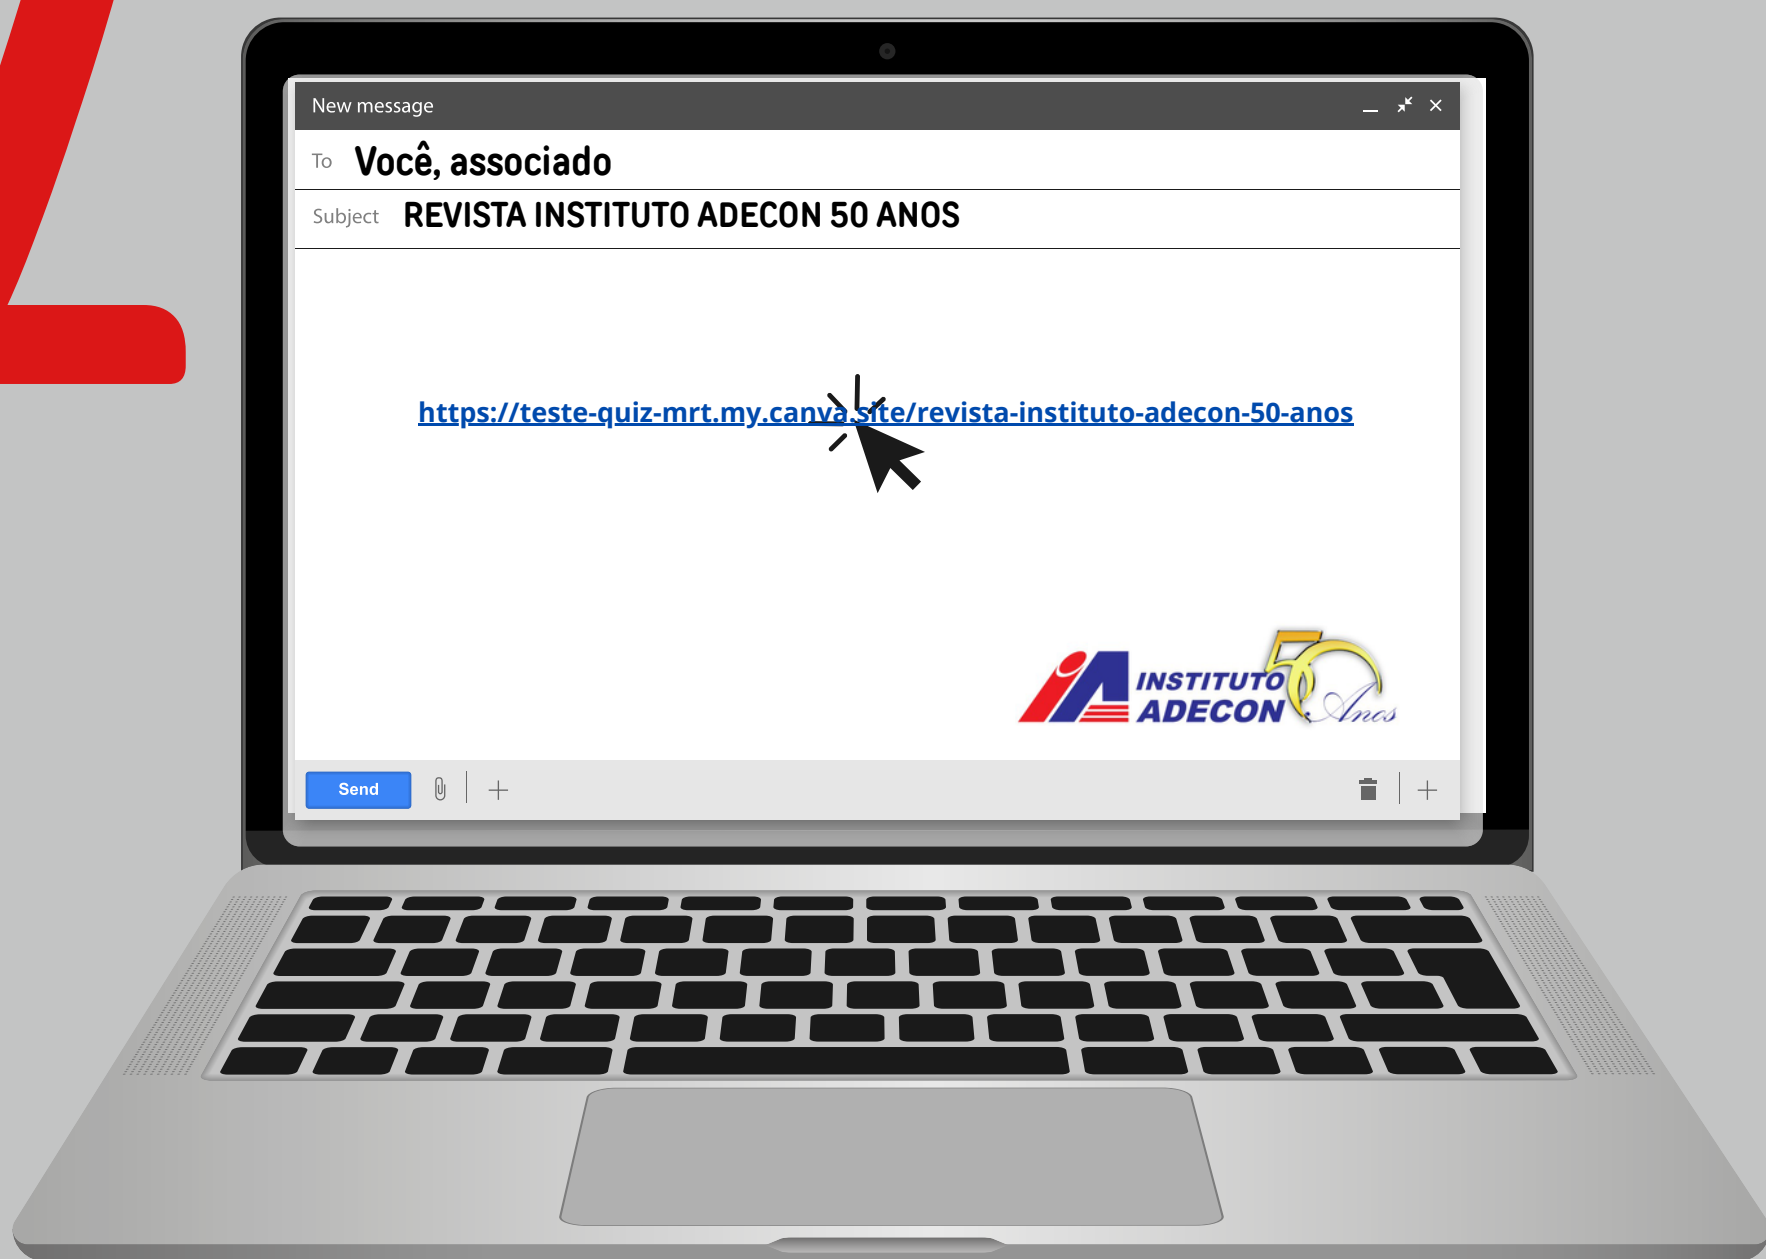 New message
To Você, associado
Subject REVISTA INSTITUTO ADECON 50 ANOS
https://teste-quiz-mrt.my.canva.site/revista-instituto-adecon-50-anos
iA INSTITUTO 50
ADECON Anos
Send